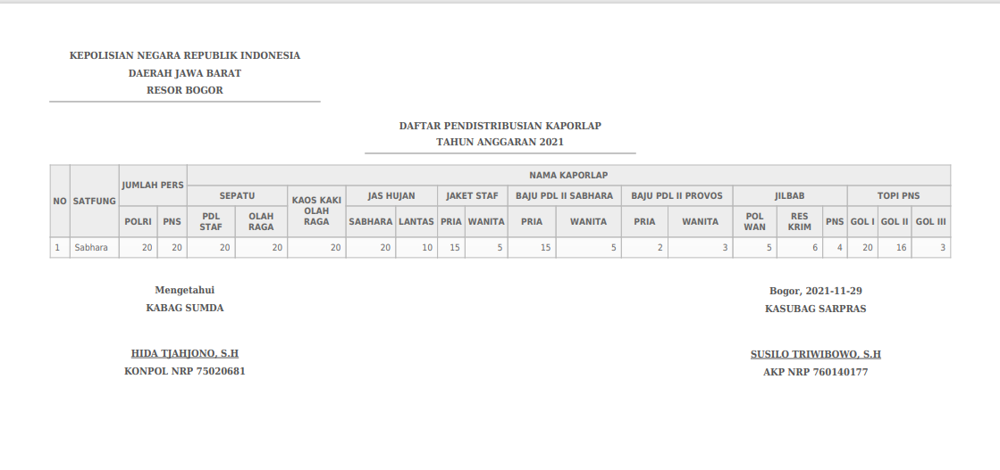 KEPOLISIAN NEGARA REPUBLIK INDONESIA
DAERAH JAWA BARAT
RESOR BOGOR
DAFTAR PENDISTRIBUSIAN KAPORLAP
TAHUN ANGGARAN 2021
NO SATFUNG JUMLAH PERS NAMA KAPORLAP
SEPATU KAOS KAKI OLAH RAGA JAS HUJAN JAKET STAF BAJU PDL II SABHARA BAJU PDL II PROVOS JILBAB TOPI PNS
POLRI PNS PDL STAF OLAH RAGA SABHARA LANTAS PRIA WANITA PRIA WANITA PRIA WANITA POL WAN RES KRIM PNS GOL I GOL II GOL III
1 Sabhara 20 20 20 20 20 20 10 15 5 15 5 2 3 5 6 4 20 16 3
Mengetahui
KABAG SUMDA
HIDA TJAHJONO, S.H
KONPOL NRP 75020681
Bogor, 2021-11-29
KASUBAG SARPRAS
SUSILO TRIWIBOWO, S.H
AKP NRP 760140177